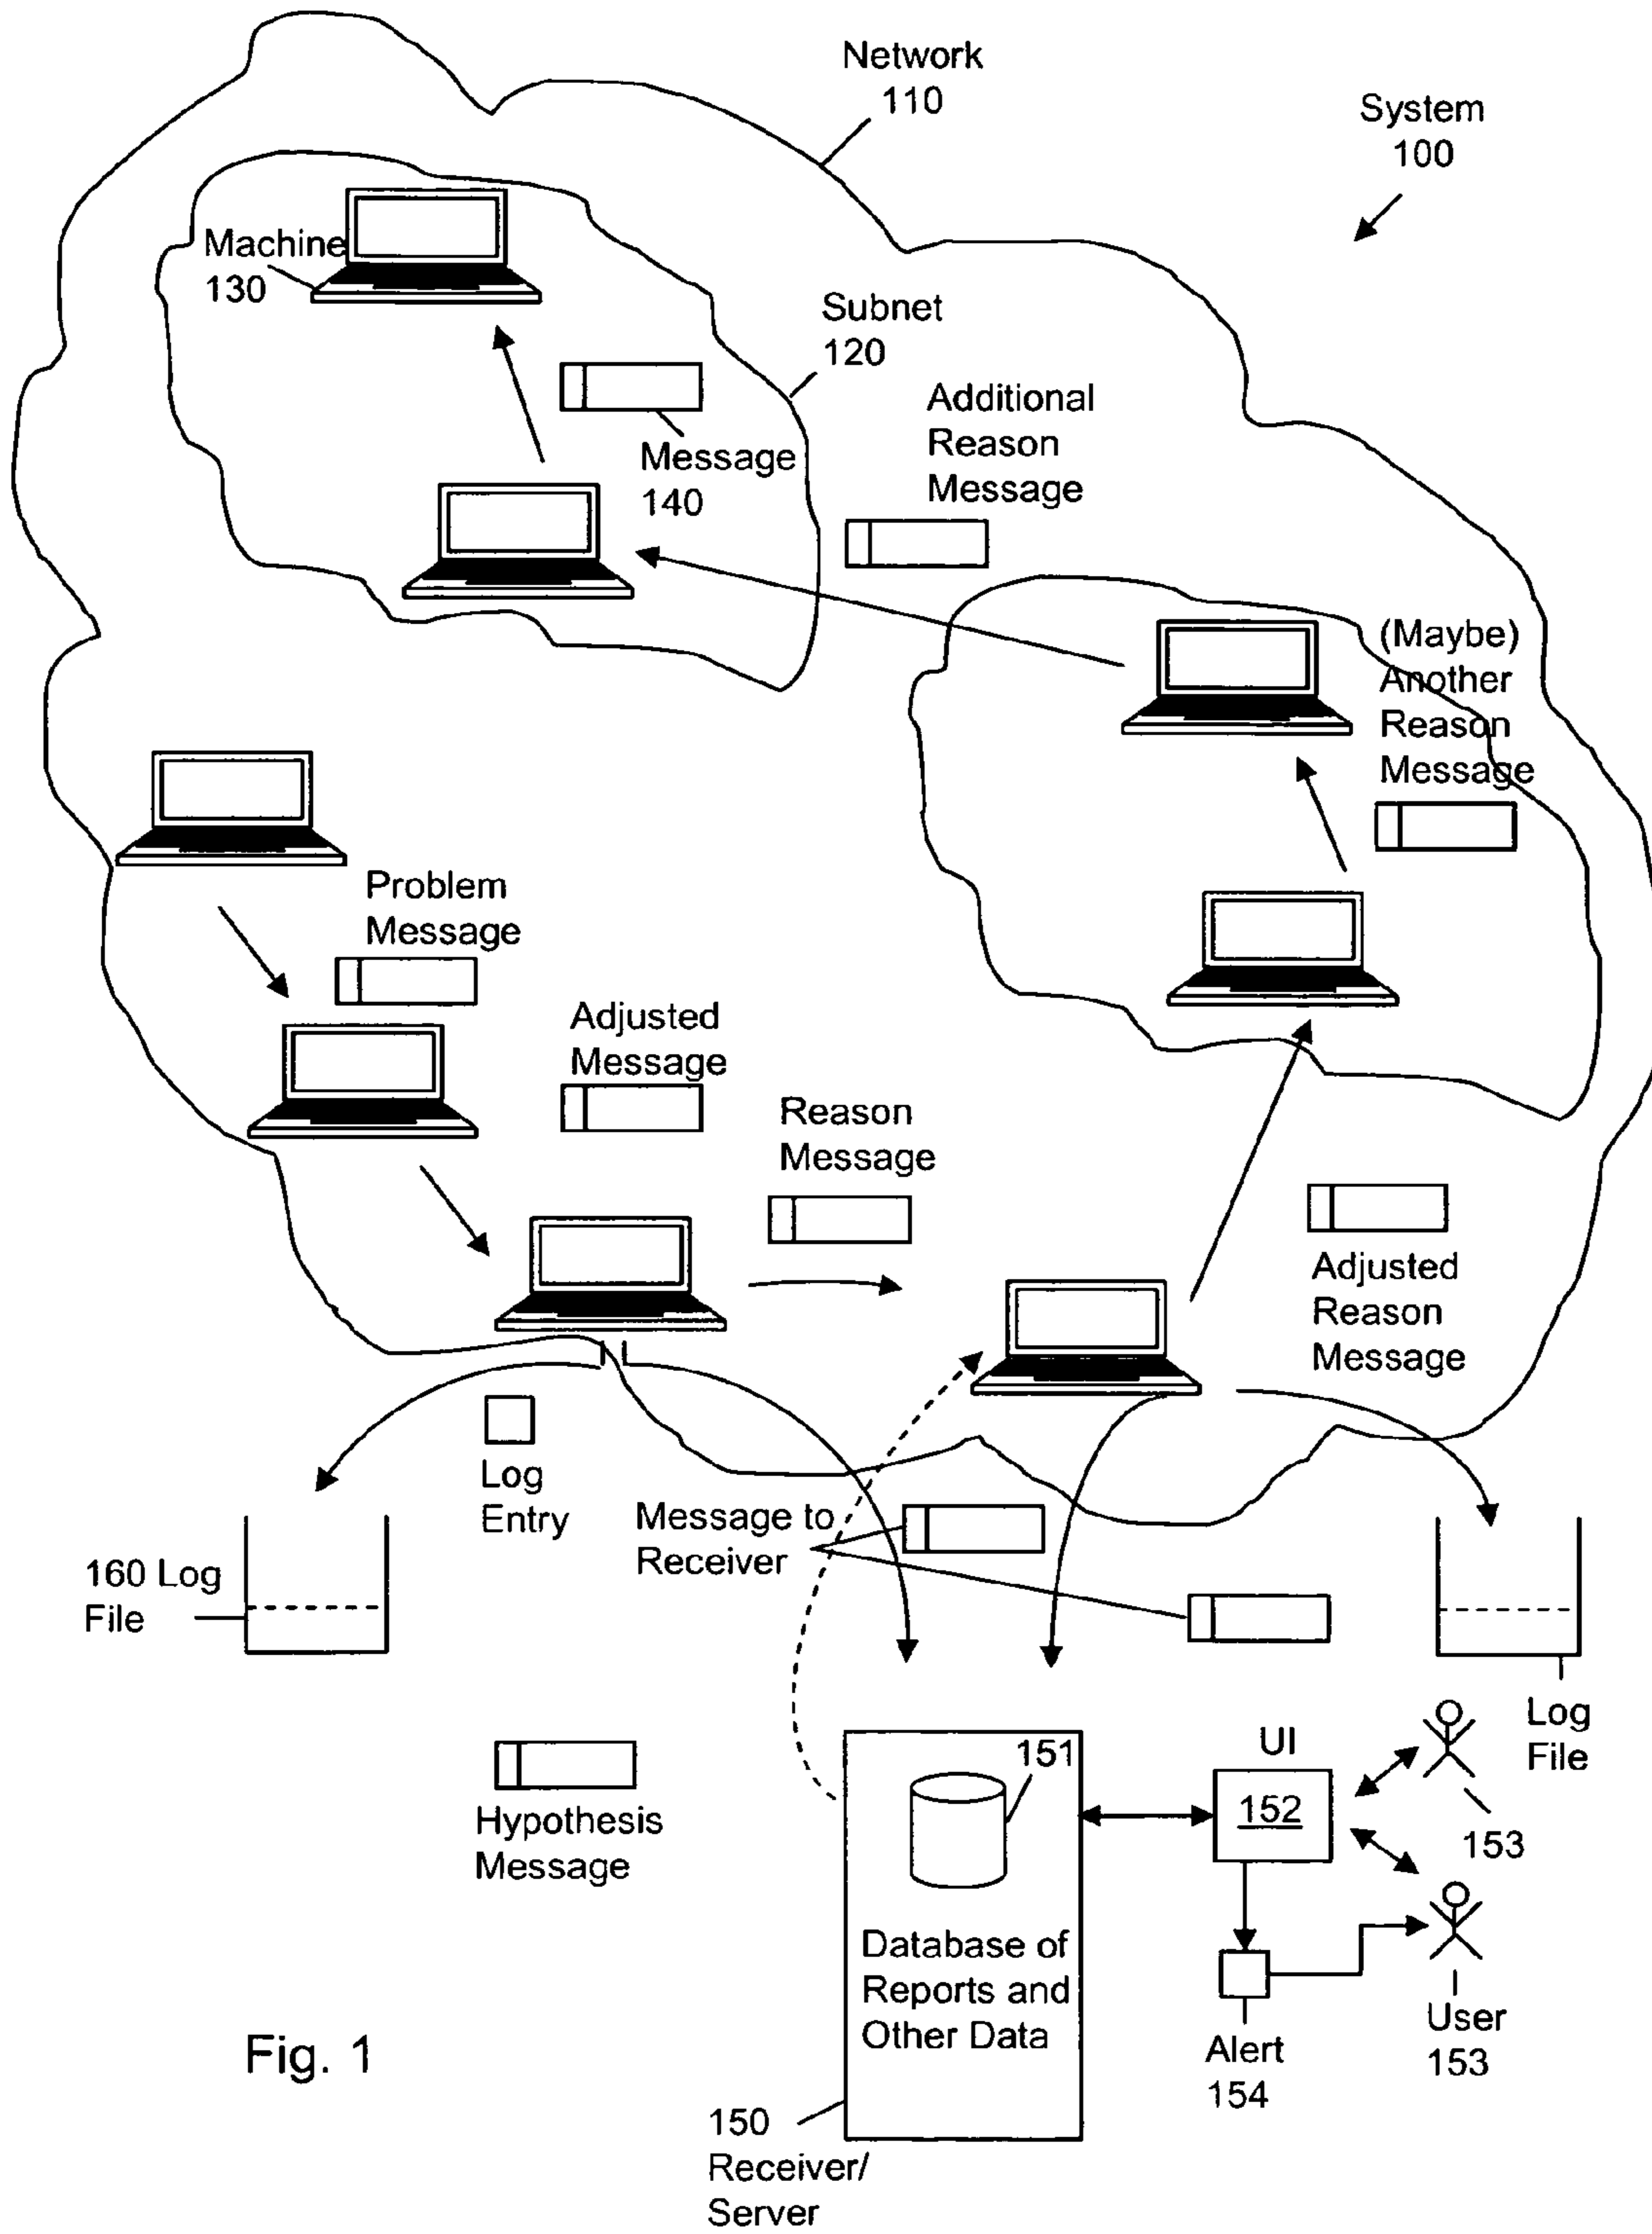 Network
110
System
100
Machine
130
Subnet
120
Additional
Reason
Message
Message
140
(Maybe)
Another
Reason
Message
Problem
Message
Adjusted
Message
Reason
Message
Adjusted
Reason
Message
Log
Entry
Message to
Receiver
160 Log
File
Log
File
Hypothesis
Message
151
UI
152
153
Database of
Reports and
Other Data
User
153
Alert
154
Fig. 1
150
Receiver/
Server